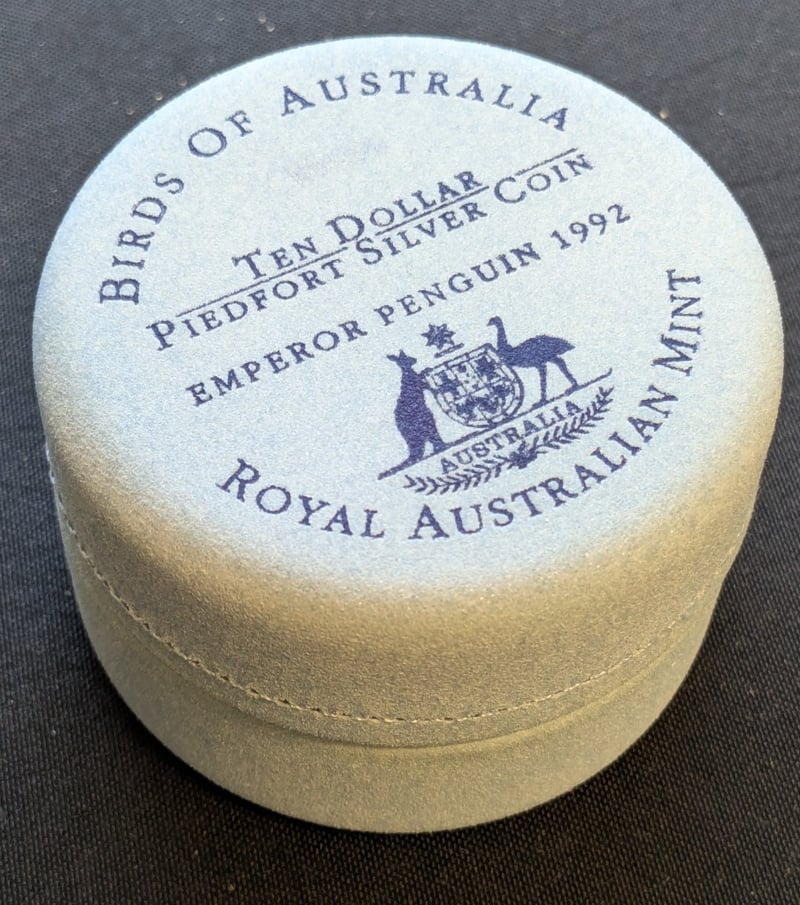 BIRDS OF AUSTRALIA
TEN DOLLAR
PIEDFORT SILVER COIN
EMPEROR PENGUIN 1992
AUSTRALIA
ROYAL AUSTRALIAN MINT